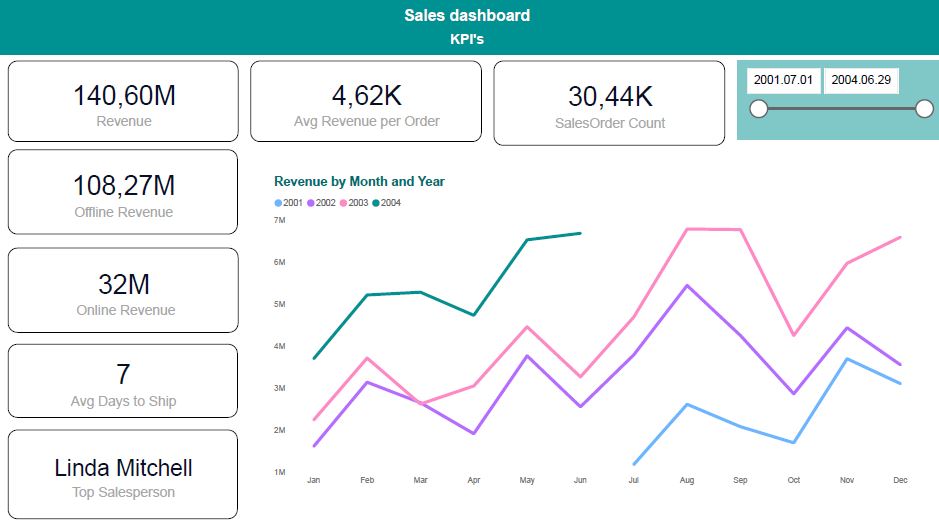 Sales dashboard
KPI's
140,60M
Revenue
4,62K
Avg Revenue per Order
30,44K
SalesOrder Count
2001.07.01 2004.06.29
108,27M
Offline Revenue
32M
Online Revenue
7
Avg Days to Ship
Linda Mitchell
Top Salesperson
Revenue by Month and Year
2001 2002 2003 2004
7M
6M
5M
4M
3M
2M
1M
Jan Feb Mar Apr May Jun Jul Aug Sep Oct Nov Dec